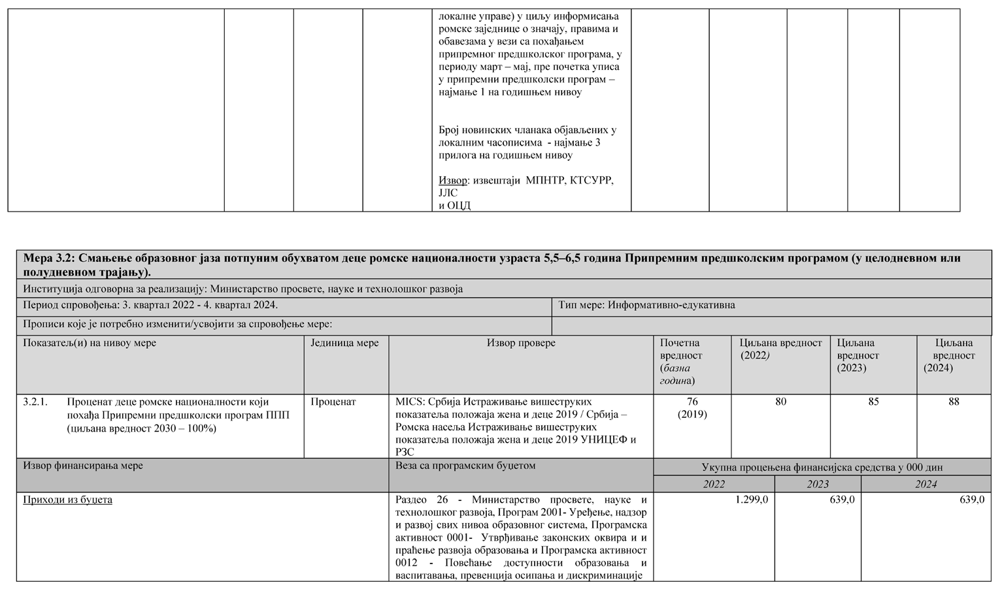 локалне управе) у циљу информисања
ромске заједнице о значају, правима и
обавезама у вези са похађањем
припремног предшколског програма, у
периоду март – мај, пре почетка уписа
у припремни предшколски програм –
најмање 1 на годишњем нивоу
Број новинских чланака објављених у
локалним часописима - најмање 3
прилога на годишњем нивоу
Извор: извештаји МПНТР, КТСУРР,
ЈЛС
и ОЦД
Мера 3.2: Смањење образовног јаза потпуним обухватом деце ромске националности узраста 5,5–6,5 година Припремним предшколским програмом (у целодневном или
полудневном трајању).
Институција одговорна за реализацију: Министарство просвете, науке и технолошког развоја
Период спровођења: 3. квартал 2022 - 4. квартал 2024.
Тип мере: Информативно-едукативна
Прописи које је потребно изменити/усвојити за спровођење мере:
Показатељ(и) на нивоу мере
Јединица мере
Извор провере
Почетна
вредност
(базна
година)
Циљана вредност
(2022)
Циљана
вредност
(2023)
Циљана
вредност
(2024)
3.2.1. Проценат деце ромске националности који
похађа Припремни предшколски програм ППП
(циљана вредност 2030 – 100%)
Проценат
MICS: Србија Истраживање вишеструких
показатеља положаја жена и деце 2019 / Србија –
Ромска насеља Истраживање вишеструких
показатеља положаја жена и деце 2019 УНИЦЕФ и
РЗС
76
(2019)
80
85
88
Извор финансирања мере
Веза са програмским буџетом
Укупна процењена финансијска средства у 000 дин
2022
2023
2024
Приходи из буџета
Раздео 26 - Министарство просвете, науке и
технолошког развоја, Програм 2001- Уређење, надзор
и развој свих нивоа образовног система, Програмска
активност 0001- Утврђивање законских оквира и и
праћење развоја образовања и Програмска активност
0012 - Повећање доступности образовања и
васпитавања, превенција осипања и дискриминације
1.299,0
639,0
639,0